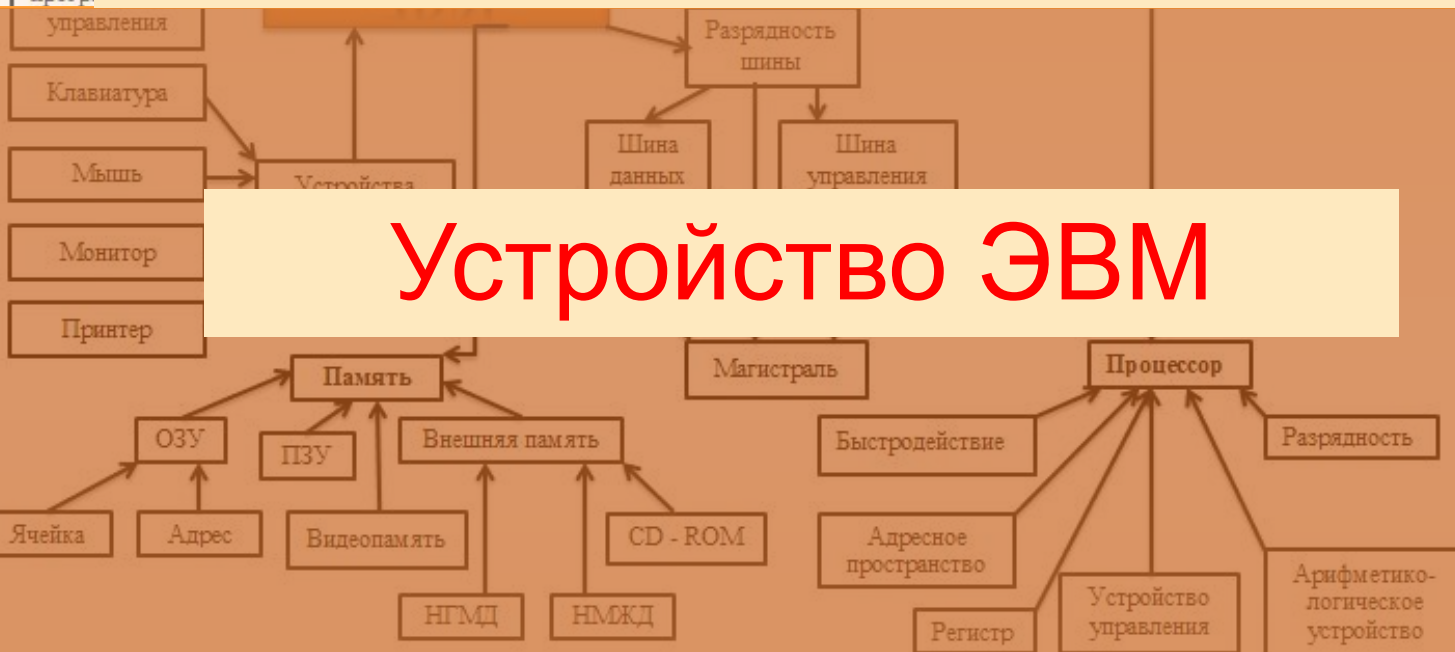 управления
Разрядность
шины
Клавиатура
Шина
данных
Шина
управления
Мышь
Устройства
Устройство ЭВМ
Монитор
Принтер
Память
Магистраль
Процессор
ОЗУ
ПЗУ
Внешняя память
Быстродействие
Разрядность
Ячейка
Адрес
Видеопамять
CD - ROM
Адресное
пространство
НГМД
НМЖД
Регистр
Устройство
управления
Арифметико-
логическое
устройство